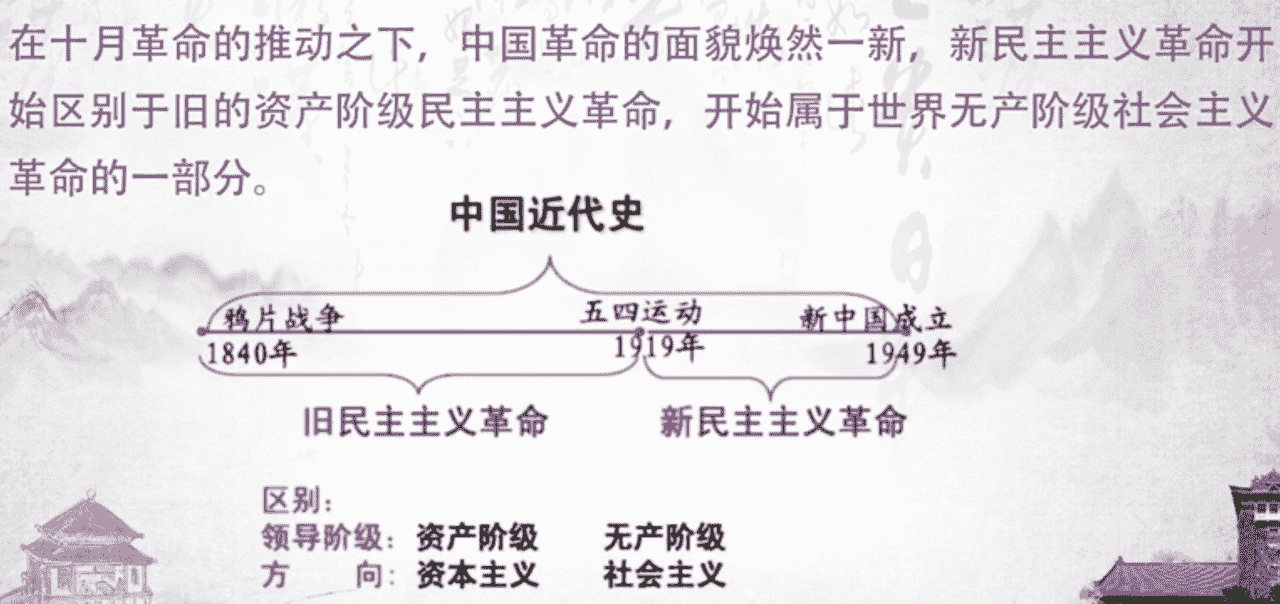 在十月革命的推动之下，中国革命的面貌焕然一新，新民主主义革命开
始区别于旧的资产阶级民主主义革命，开始属于世界无产阶级社会主义
革命的一部分。
中国近代史
鸦片战争 五四运动 新中国成立
1840年 1919年 1949年
旧民主主义革命 新民主主义革命
区别：
领导阶级：资产阶级 无产阶级
方 向：资本主义 社会主义